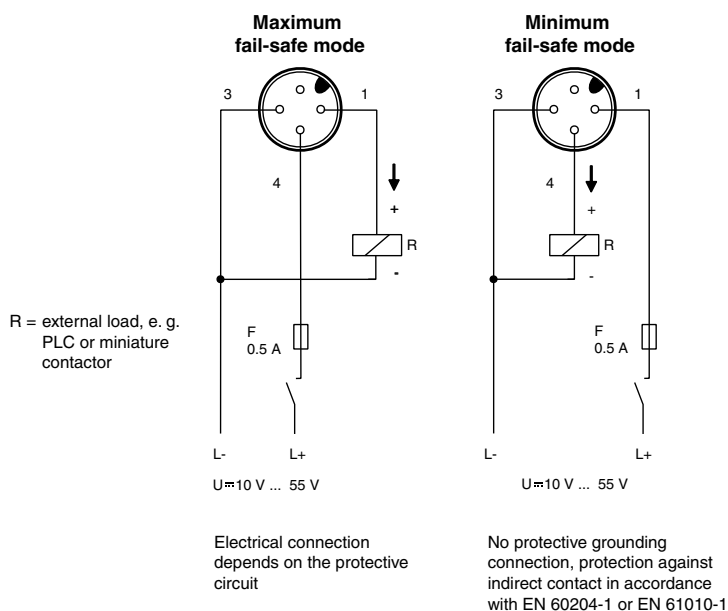 Maximum
fail-safe mode
3
1
4
+
R
-
R = external load, e. g.
PLC or miniature
contactor
F
0.5 A
L-
L+
U⎓10 V ... 55 V
Electrical connection
depends on the protective
circuit
Minimum
fail-safe mode
3
1
4
+
R
-
F
0.5 A
L-
L+
U⎓10 V ... 55 V
No protective grounding
connection, protection against
indirect contact in accordance
with EN 60204-1 or EN 61010-1